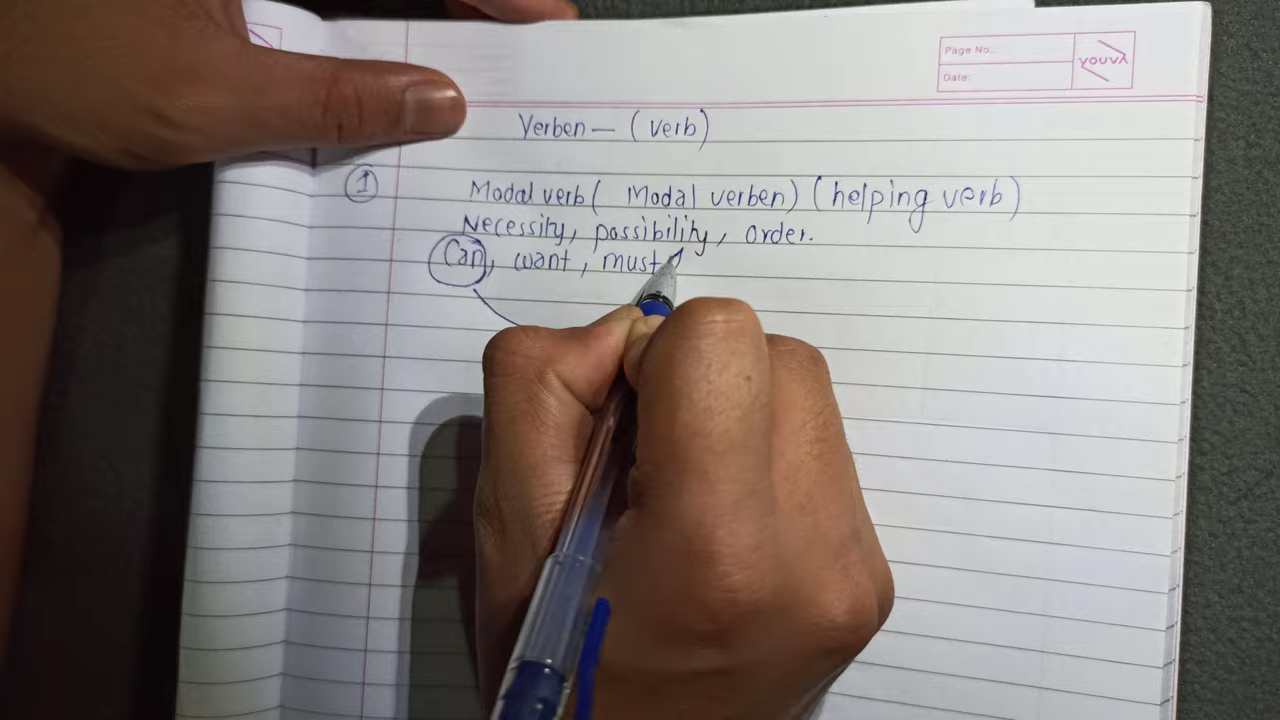 Page No..
Date:
YOUVA
Verben — (verb)
1 Modal verb ( Modal verben) (helping verb)
Necessity, possibility, order.
Can, want, must